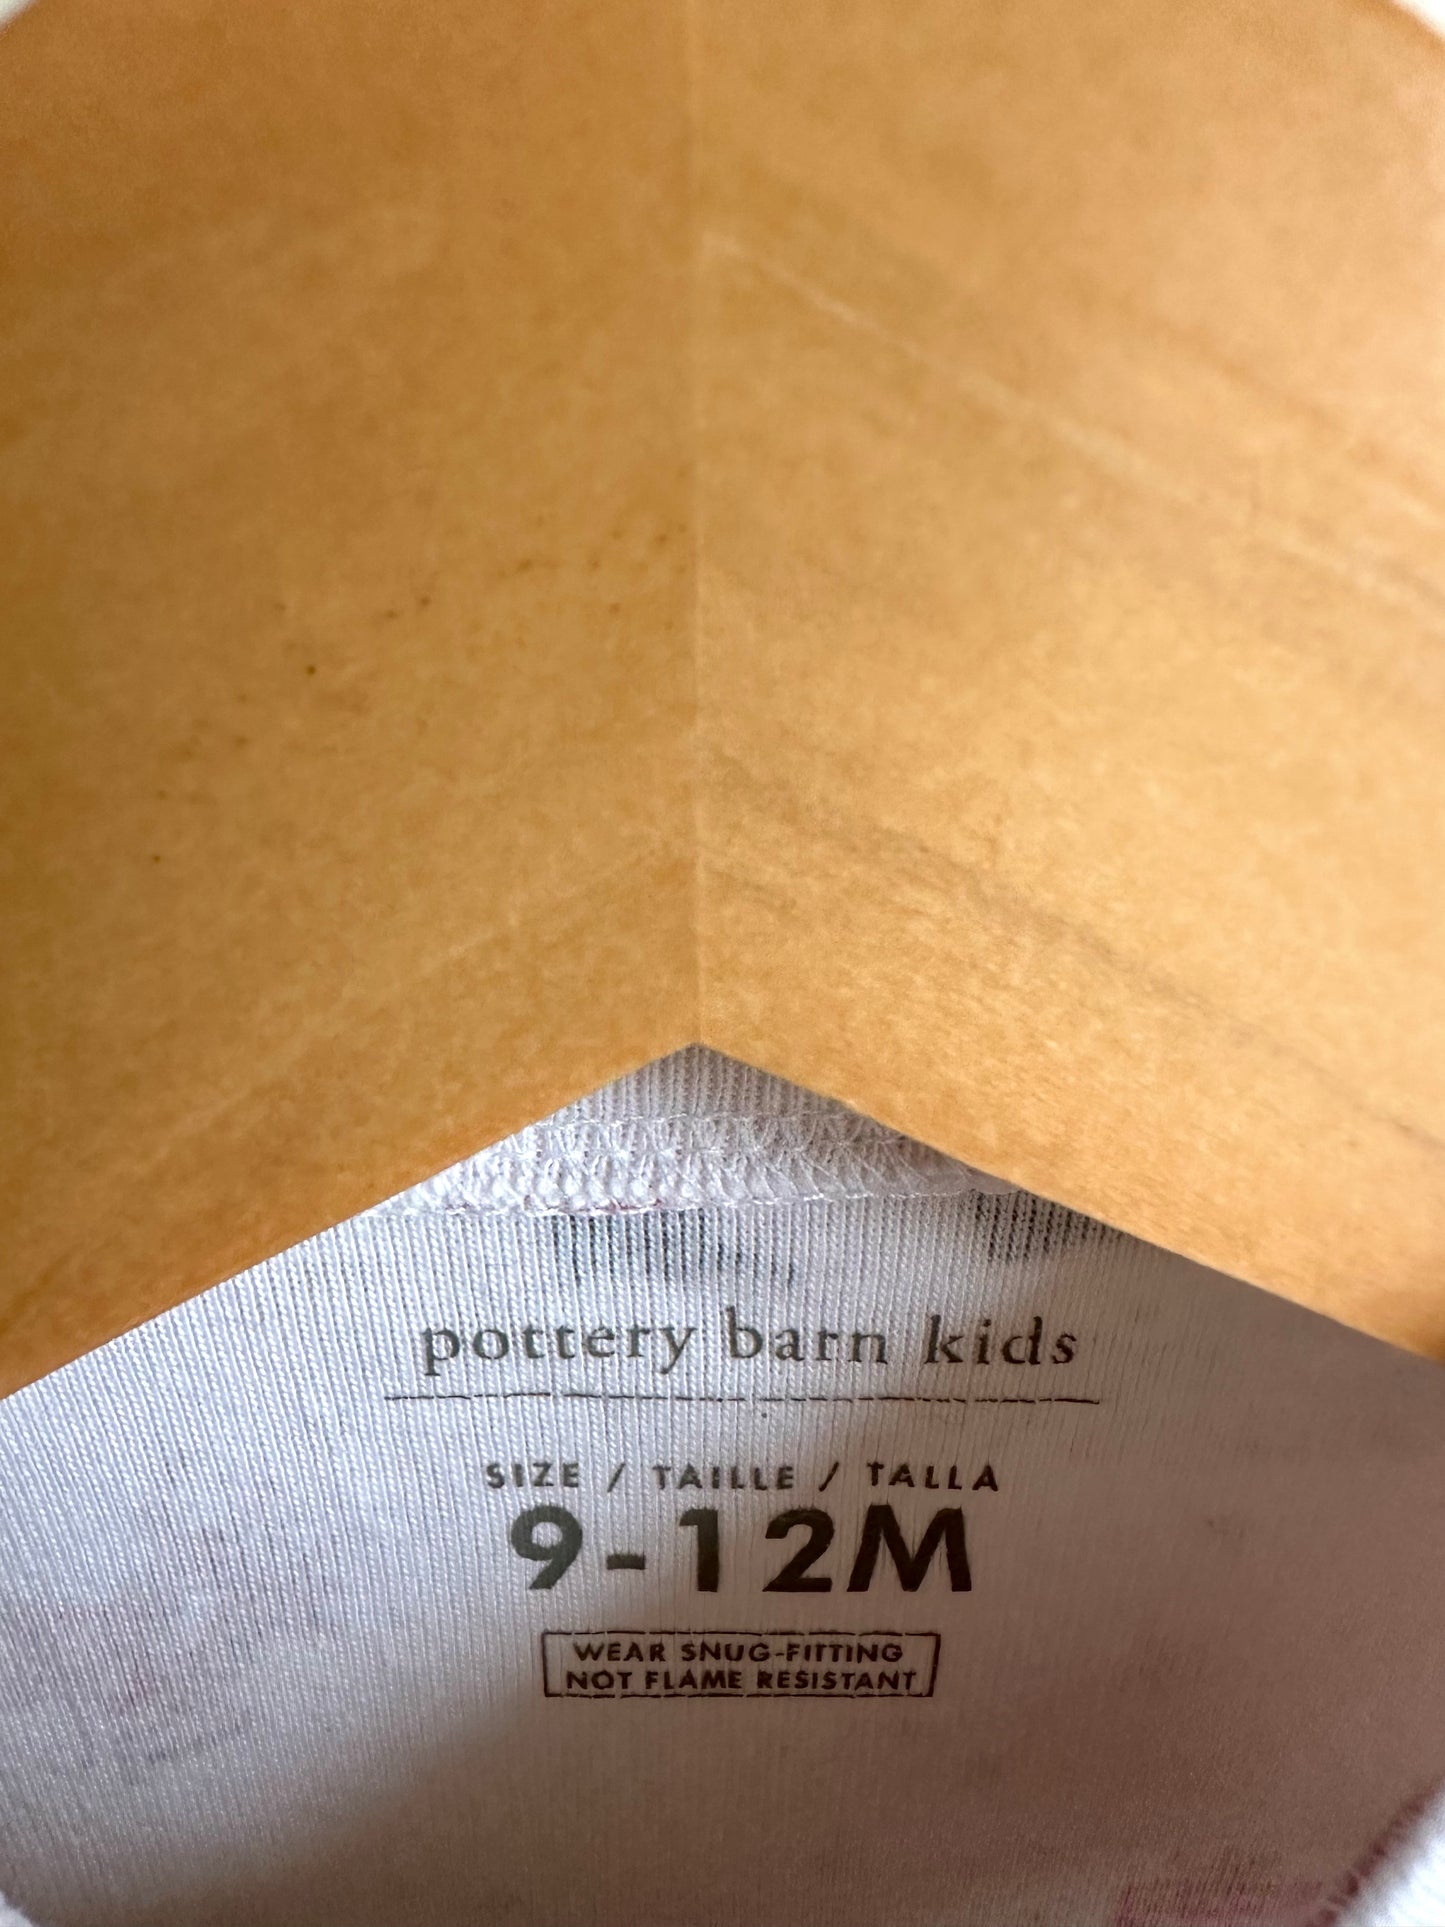 pottery barn kids
SIZE / TAILLE / TALLA
9-12M
WEAR SNUG-FITTING
NOT FLAME RESISTANT